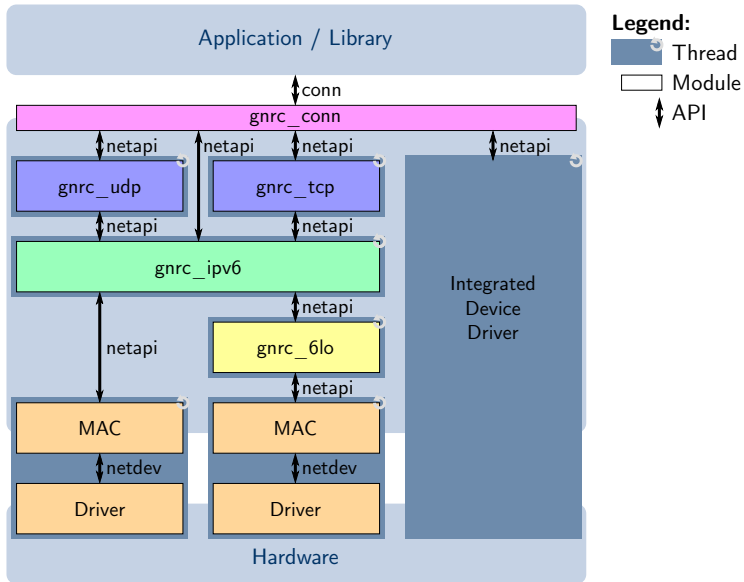 Application / Library
Legend:
Thread
Module
API
conn
gnrc_conn
netapi
netapi
netapi
netapi
gnrc_udp
gnrc_tcp
netapi
netapi
gnrc_ipv6
Integrated
Device
Driver
netapi
netapi
gnrc_6lo
netapi
MAC
MAC
netdev
netdev
Driver
Driver
Hardware